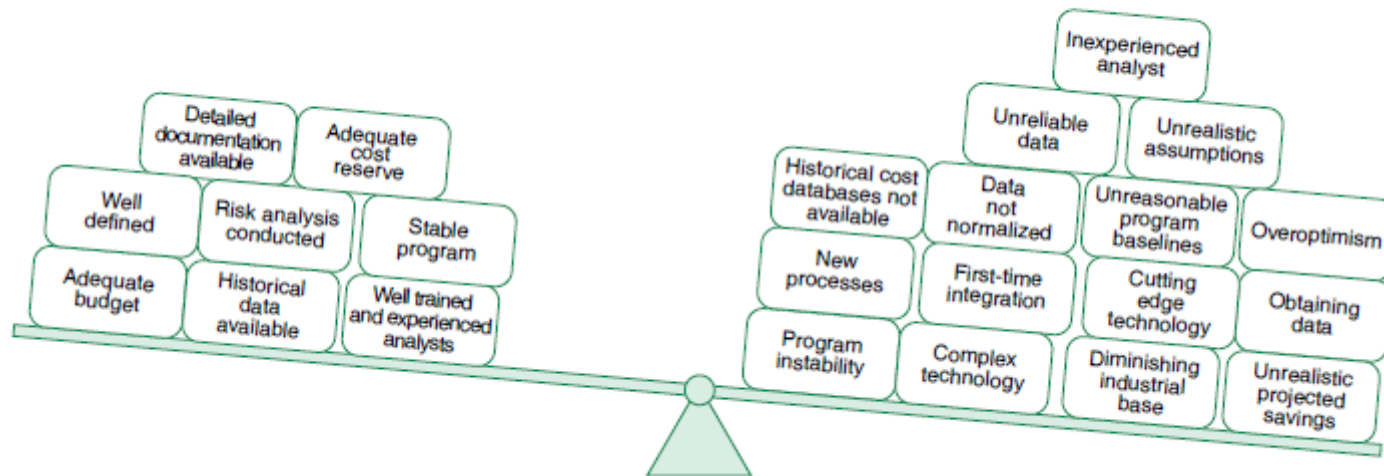 Detailed
documentation
available
Adequate
cost
reserve
Well
defined
Risk analysis
conducted
Stable
program
Adequate
budget
Historical
data
available
Well trained
and experienced
analysts
Inexperienced
analyst
Unreliable
data
Unrealistic
assumptions
Historical cost
databases not
available
Data
not
normalized
Unreasonable
program
baselines
Overoptimism
New
processes
First-time
integration
Cutting
edge
technology
Obtaining
data
Program
instability
Complex
technology
Diminishing
industrial
base
Unrealistic
projected
savings